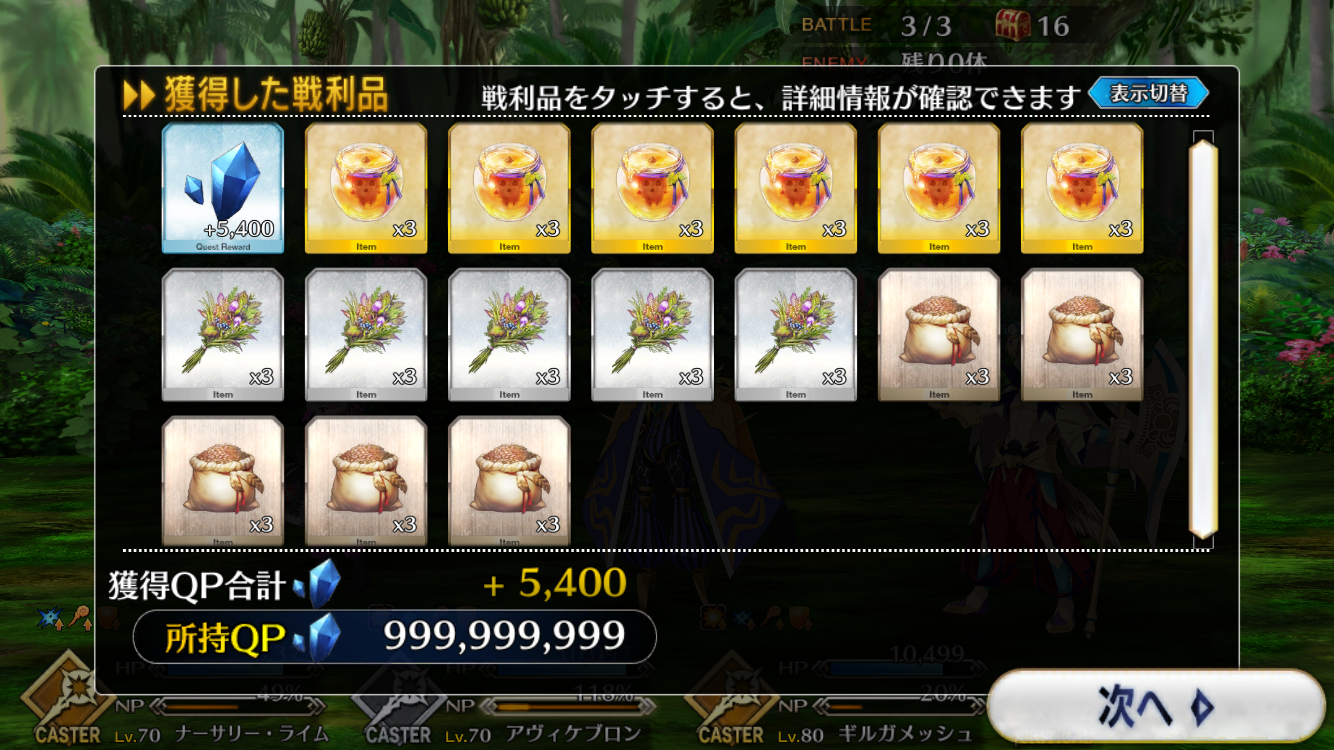 BATTLE 3/3 16
ENEMY 残り0体
獲得した戦利品 戦利品をタッチすると、詳細情報が確認できます 表示切替
+5,400 x3 x3 x3 x3 x3 x3
Quest Reward Item Item Item Item Item Item
x3 x3 x3 x3 x3 x3 x3
Item Item Item Item Item Item Item
x3 x3 x3
Item Item Item
獲得QP合計 + 5,400
所持QP 999,999,999
HP HP HP 10,499
NP 49% NP 118% NP 20%
次へ
CASTER Lv.70 ナーサリー・ライム CASTER Lv.70 アヴィケブロン CASTER Lv.80 ギルガメッシュ